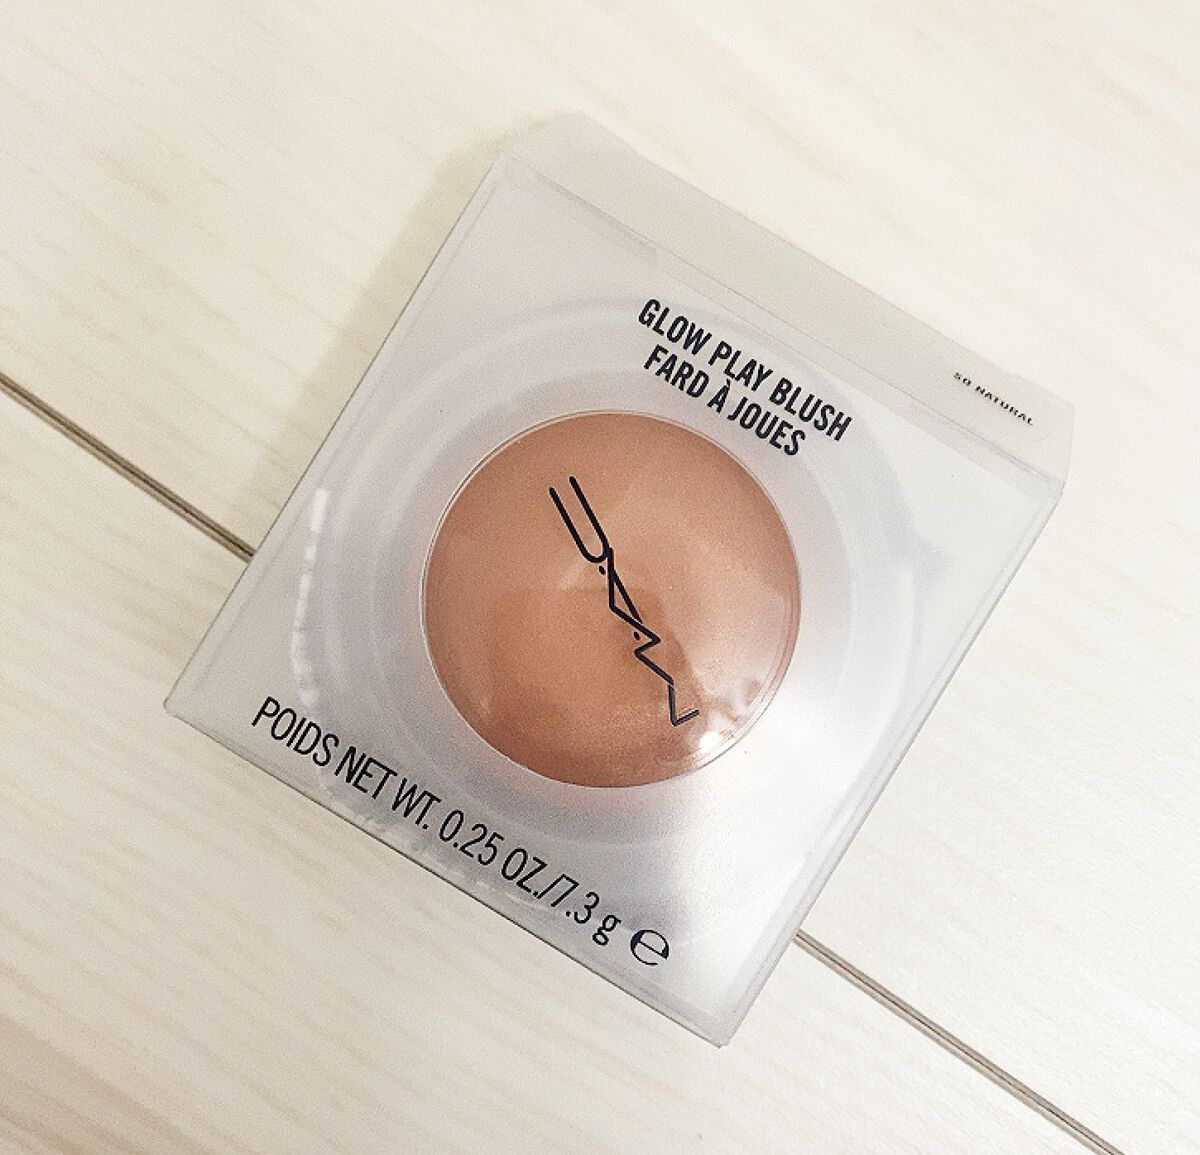 GLOW PLAY BLUSH
FARD À JOUES
SO NATURAL
M·A·C
POIDS NET WT. 0.25 OZ./7.3 g ℮